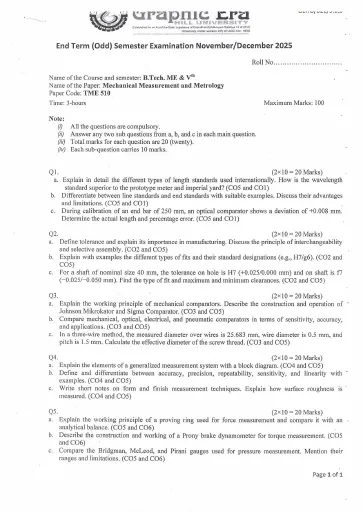 Graphic Era
HILL UNIVERSITY
End Term (Odd) Semester Examination November/December 2025
Roll No..............................
Name of the Course and semester: B.Tech. ME & Vth
Name of the Paper: Mechanical Measurement and Metrology
Paper Code: TME 510
Time: 3-hours Maximum Marks: 100
Note:
(i) All the questions are compulsory.
(ii) Answer any two sub questions from a, b, and c in each main question.
(iii) Total marks for each question are 20 (twenty).
(iv) Each sub-question carries 10 marks.
Q1. (2×10 = 20 Marks)
a. Explain in detail the different types of length standards used internationally. How is the wavelength
standard superior to the prototype meter and imperial yard? (CO5 and CO1)
b. Differentiate between line standards and end standards with suitable examples. Discuss their advantages
and limitations. (CO5 and CO1)
c. During calibration of an end bar of 250 mm, an optical comparator shows a deviation of +0.008 mm.
Determine the actual length and percentage error. (CO5 and CO1)
Q2. (2×10 = 20 Marks)
a. Define tolerance and explain its importance in manufacturing. Discuss the principle of interchangeability
and selective assembly. (CO2 and CO5)
b. Explain with examples the different types of fits and their standard designations (e.g., H7/g6). (CO2 and
CO5)
c. For a shaft of nominal size 40 mm, the tolerance on hole is H7 (+0.025/0.000 mm) and on shaft is f7
(−0.025/−0.050 mm). Find the type of fit and maximum and minimum clearances. (CO2 and CO5)
Q3. (2×10 = 20 Marks)
a. Explain the working principle of mechanical comparators. Describe the construction and operation of
Johnson Mikrokator and Sigma Comparator. (CO3 and CO5)
b. Compare mechanical, optical, electrical, and pneumatic comparators in terms of sensitivity, accuracy,
and applications. (CO3 and CO5)
c. In a three-wire method, the measured diameter over wires is 25.683 mm, wire diameter is 0.5 mm, and
pitch is 1.5 mm. Calculate the effective diameter of the screw thread. (CO3 and CO5)
Q4. (2×10 = 20 Marks)
a. Explain the elements of a generalized measurement system with a block diagram. (CO4 and CO5)
b. Define and differentiate between accuracy, precision, repeatability, sensitivity, and linearity with
examples. (CO4 and CO5)
c. Write short notes on form and finish measurement techniques. Explain how surface roughness is
measured. (CO4 and CO5)
Q5. (2×10 = 20 Marks)
a. Explain the working principle of a proving ring used for force measurement and compare it with an
analytical balance. (CO5 and CO6)
b. Describe the construction and working of a Prony brake dynamometer for torque measurement. (CO5
and CO6)
c. Compare the Bridgman, McLeod, and Pirani gauges used for pressure measurement. Mention their
ranges and limitations. (CO5 and CO6)
Page 1 of 1